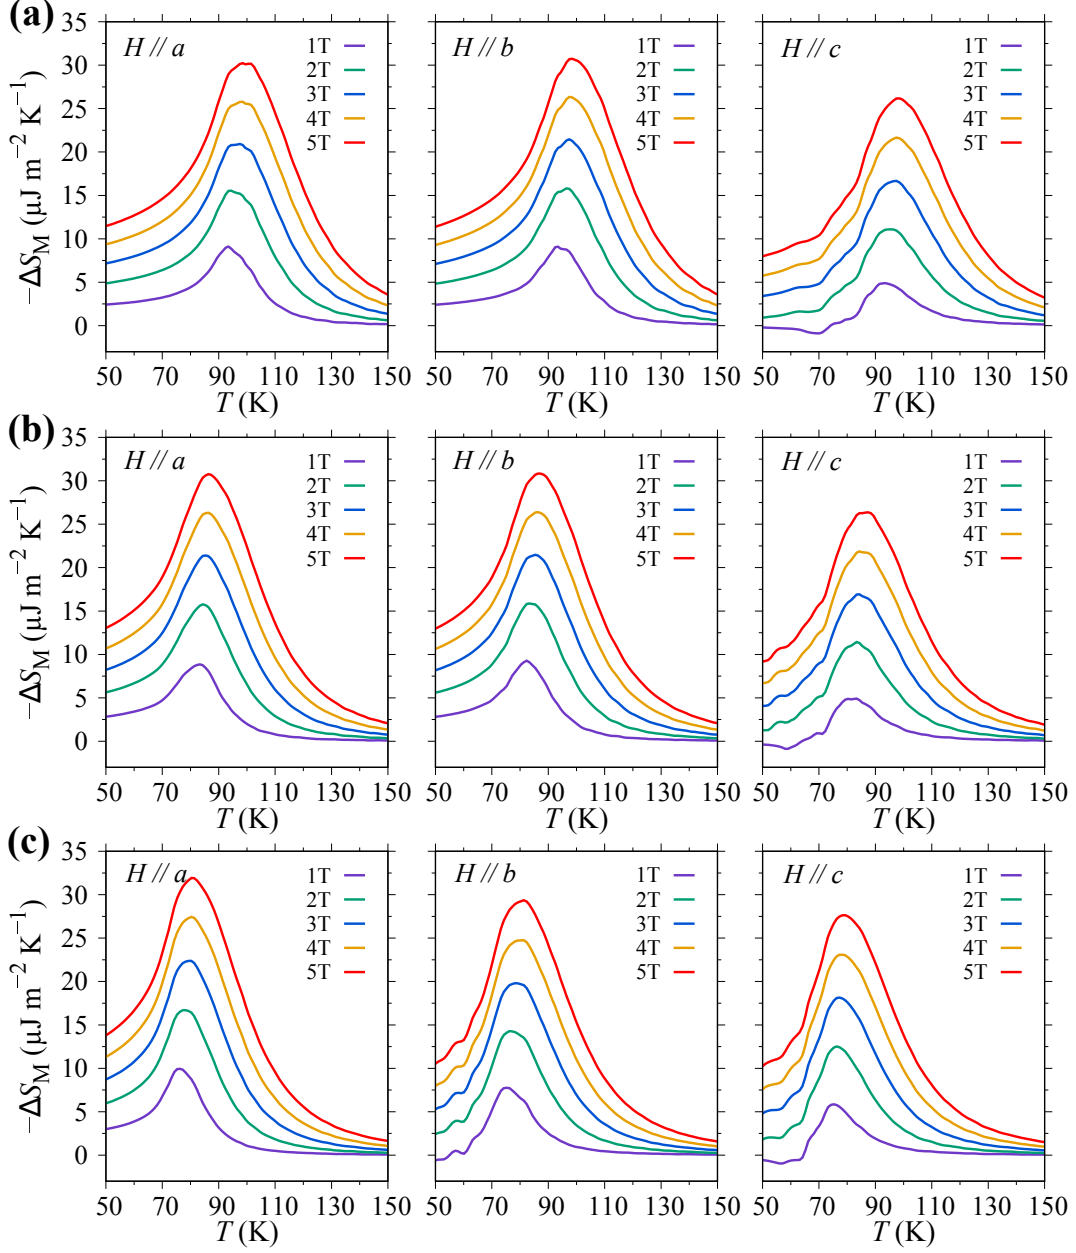 (a)
35
30
25
20
15
10
5
0
−ΔS_M (μJ m⁻² K⁻¹)
H // a
1T
2T
3T
4T
5T
50 70 90 110 130 150
T (K)
H // b
1T
2T
3T
4T
5T
50 70 90 110 130 150
T (K)
H // c
1T
2T
3T
4T
5T
50 70 90 110 130 150
T (K)
(b)
35
30
25
20
15
10
5
0
−ΔS_M (μJ m⁻² K⁻¹)
H // a
1T
2T
3T
4T
5T
50 70 90 110 130 150
T (K)
H // b
1T
2T
3T
4T
5T
50 70 90 110 130 150
T (K)
H // c
1T
2T
3T
4T
5T
50 70 90 110 130 150
T (K)
(c)
35
30
25
20
15
10
5
0
−ΔS_M (μJ m⁻² K⁻¹)
H // a
1T
2T
3T
4T
5T
50 70 90 110 130 150
T (K)
H // b
1T
2T
3T
4T
5T
50 70 90 110 130 150
T (K)
H // c
1T
2T
3T
4T
5T
50 70 90 110 130 150
T (K)